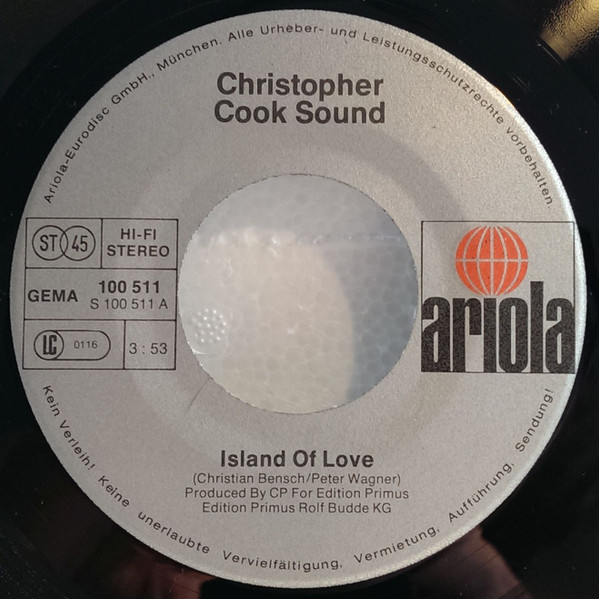 Ariola-Eurodisc GmbH., München. Alle Urheber- und Leistungsschutzrechte vorbehalten.
Christopher
Cook Sound
ST 45
HI-FI
STEREO
GEMA
100 511
S 100 511 A
LC 0116
3 : 53
ariola
Island Of Love
(Christian Bensch/Peter Wagner)
Produced By CP For Edition Primus
Edition Primus Rolf Budde KG
Kein Verleih! Keine unerlaubte Vervielfältigung, Vermietung, Aufführung, Sendung!